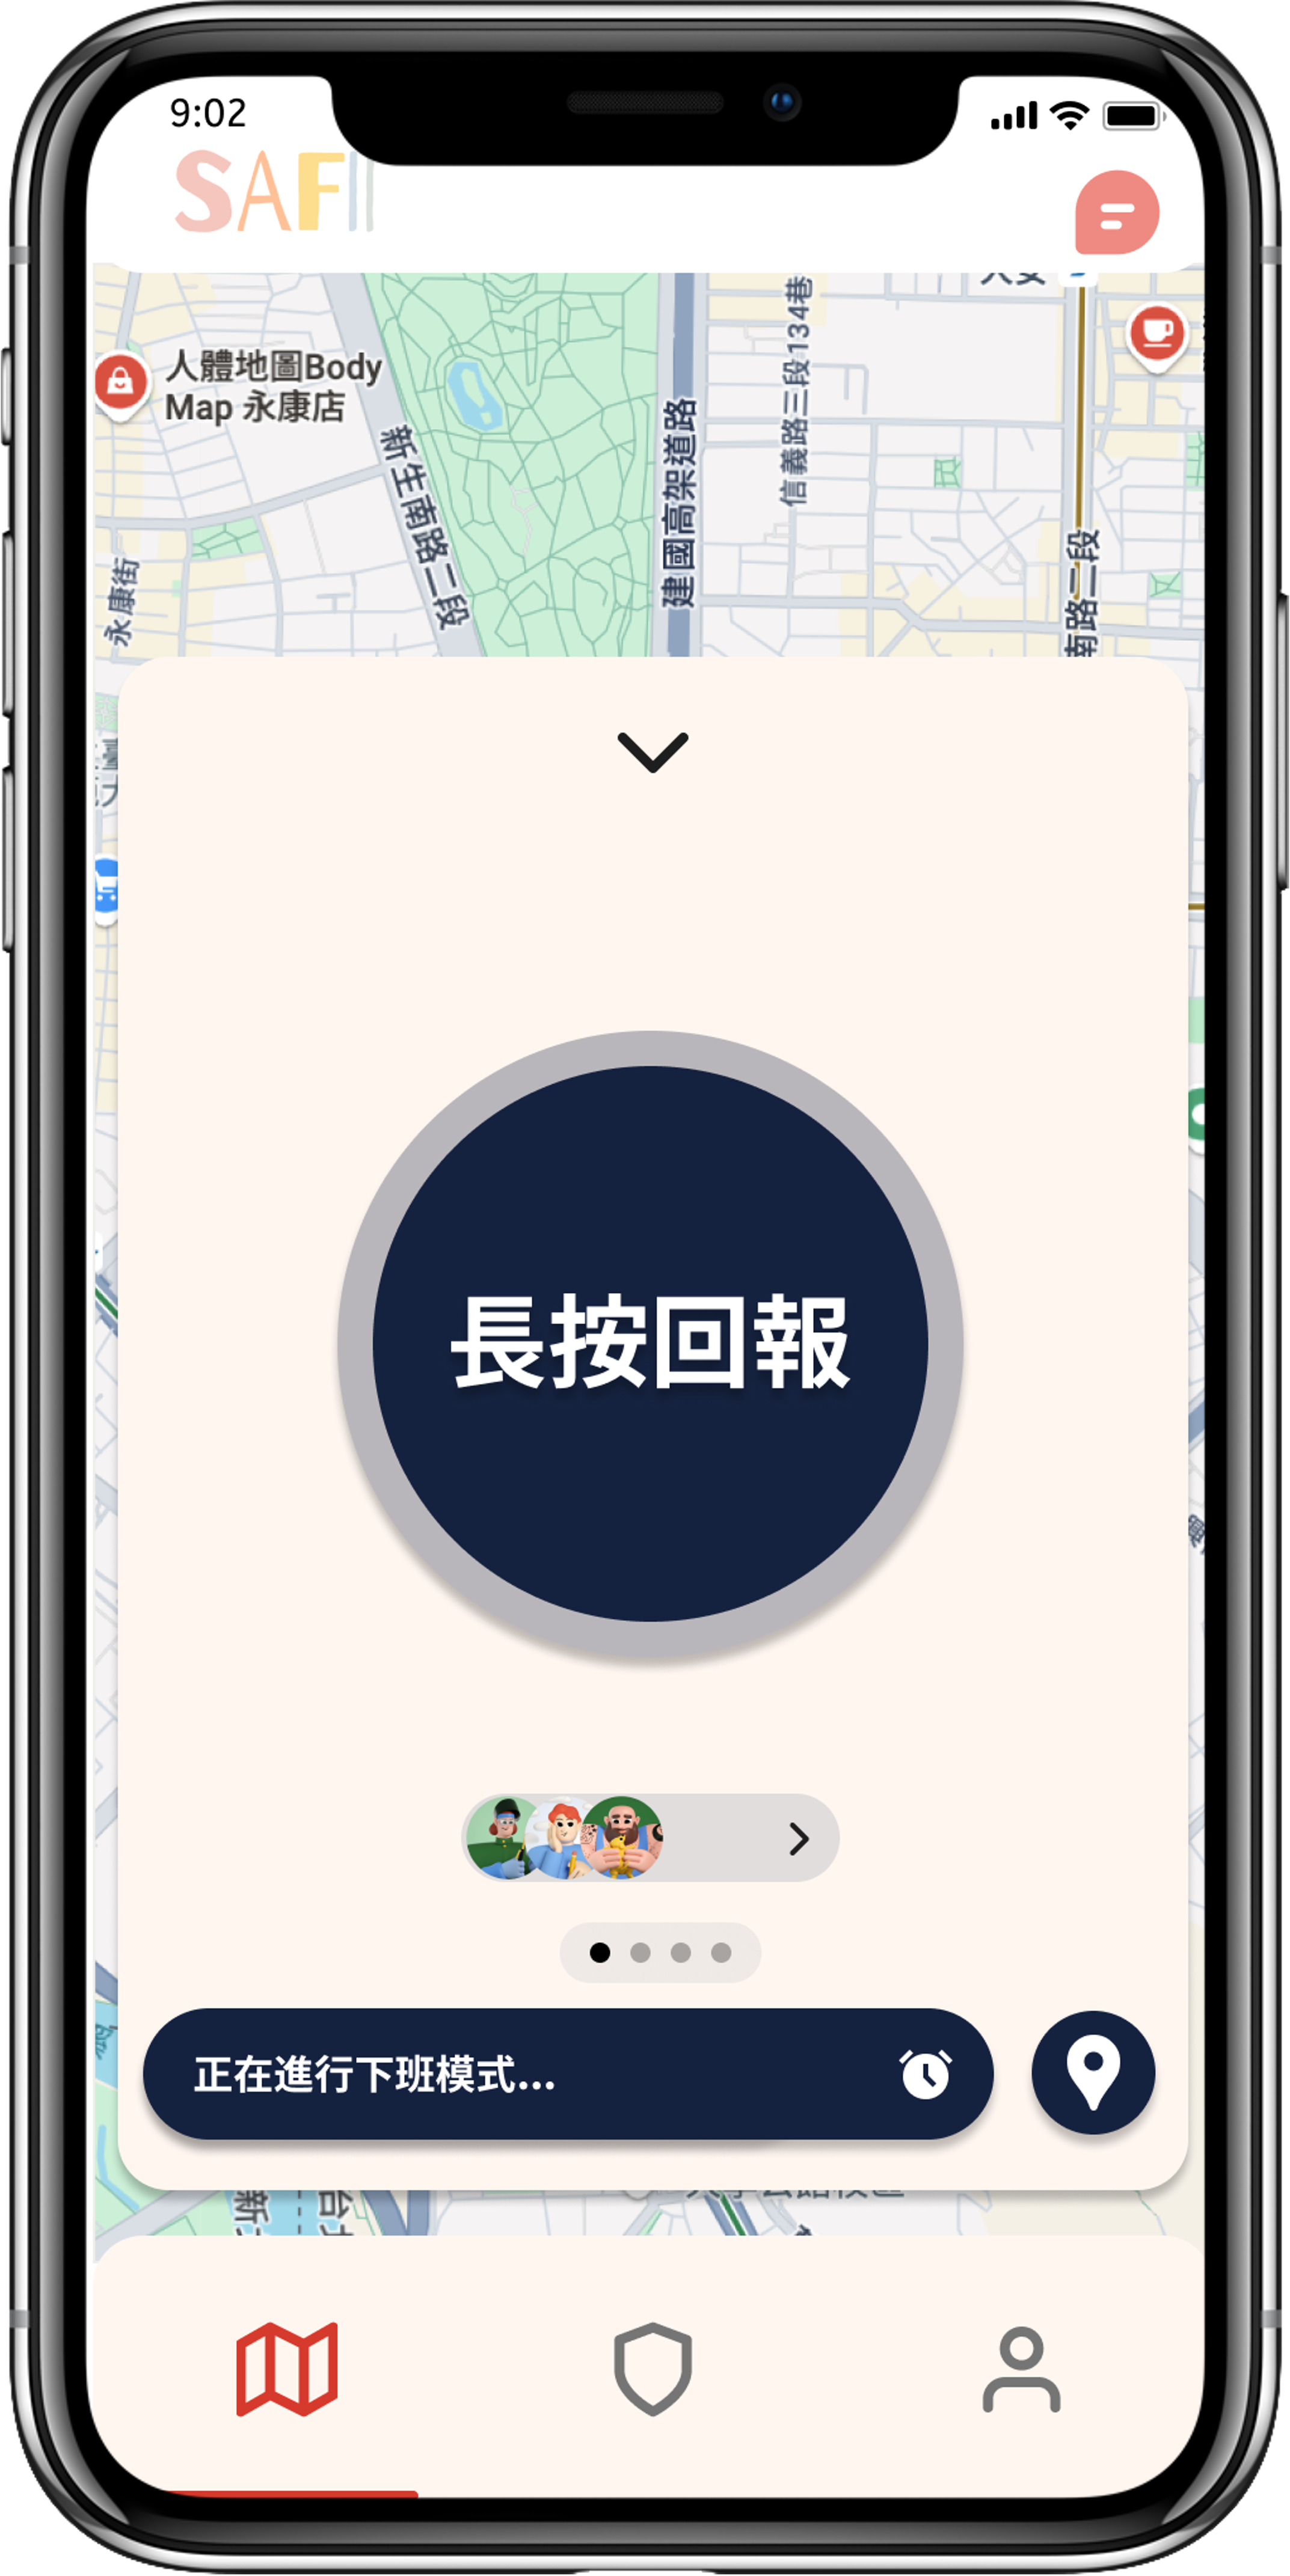 9:02
SAFII
人體地圖Body
Map 永康店
新生南路二段
建國高架道路
信義路三段134巷
永康街
南路二段
長按回報
正在進行下班模式...